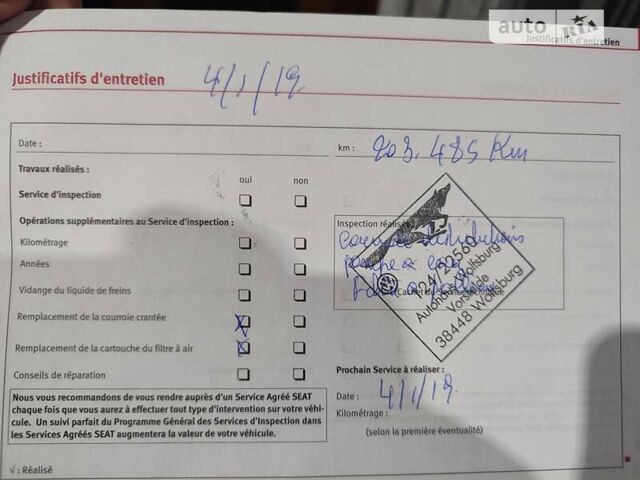 auto RIA
Justificatifs d'entretien
Justificatifs d'entretien 4/1/19
Date :
km : 203.485 Km
Travaux réalisés :
oui non
Service d'inspection
Opérations supplémentaires au Service d'inspection :
Inspection réalisée
Kilométrage
Années
Vidange du liquide de freins
Remplacement de la courroie crantée
Remplacement de la cartouche du filtre à air
Conseils de réparation
pompe a eau
Autohaus Wolfsburg
Vorsfelde
38448 Wolfsburg
Prochain Service à réaliser :
Date : 4/1/19
Kilométrage :
(selon la première éventualité)
Nous vous recommandons de vous rendre auprès d'un Service Agréé SEAT
chaque fois que vous aurez à effectuer tout type d'intervention sur votre véhi-
cule. Un suivi parfait du Programme Général des Services d'Inspection dans
les Services Agréés SEAT augmentera la valeur de votre véhicule.
√ : Réalisé